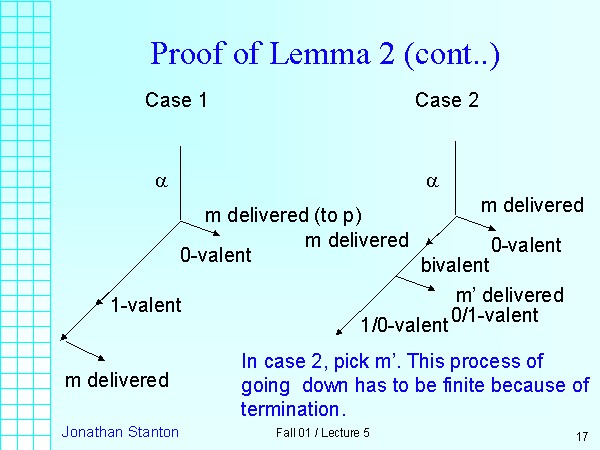 Proof of Lemma 2 (cont..)
Case 1
Case 2
α
α
m delivered
m delivered (to p)
m delivered
0-valent
0-valent
bivalent
1-valent
m’ delivered
0/1-valent
1/0-valent
m delivered
In case 2, pick m’. This process of
going down has to be finite because of
termination.
Jonathan Stanton
Fall 01 / Lecture 5
17